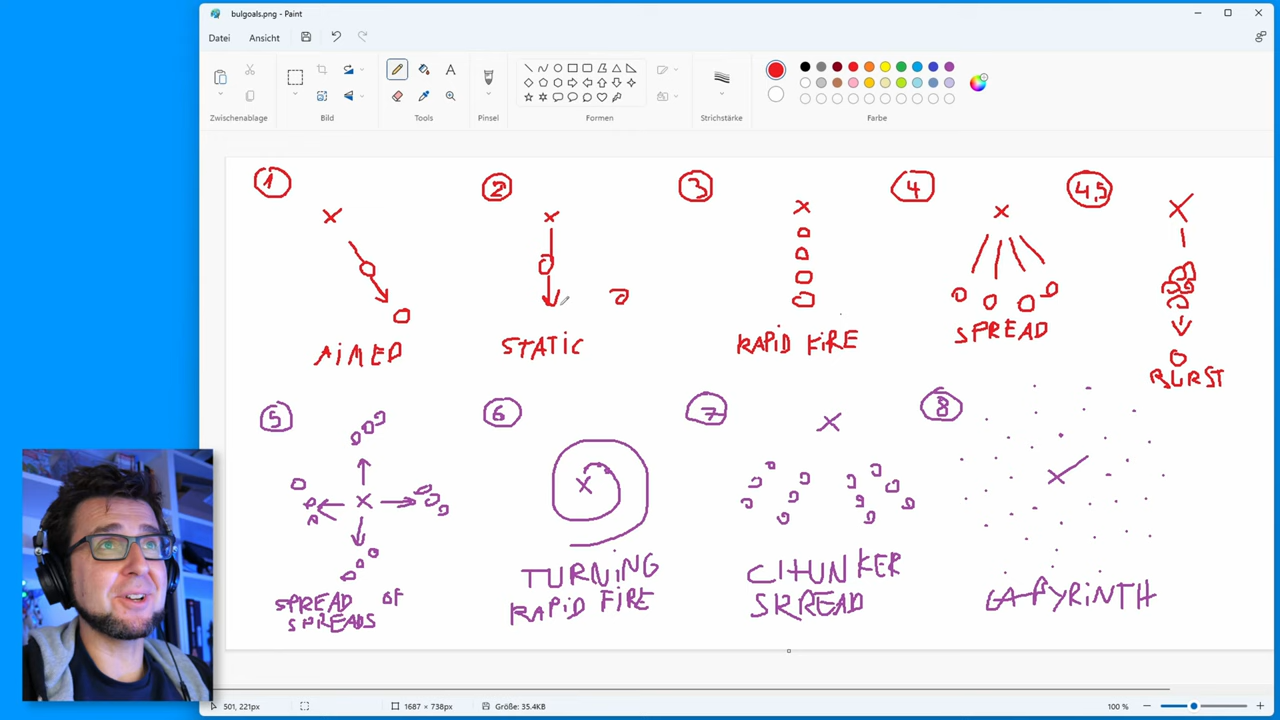 bulgoals.png - Paint
Datei Ansicht
Zwischenablage Bild Tools Pinsel Formen Strichstärke Farbe
1 2 3 4 4,5
AIMED STATIC RAPID FIRE SPREAD BURST
5 6 7 8
SPREAD OF
SPREADS
TURNING
RAPID FIRE
CHUNKER
SKREAD
LABYRINTH
501, 221px 1687 × 738px Größe: 35.4KB 100 %